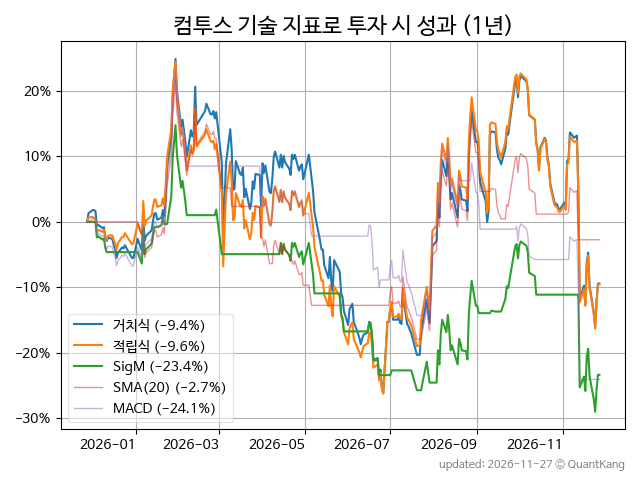 컴투스 기술 지표로 투자 시 성과 (1년)
20%
10%
0%
−10%
−20%
−30%
거치식 (−9.4%)
적립식 (−9.6%)
SigM (−23.4%)
SMA(20) (−2.7%)
MACD (−24.1%)
2026-01 2026-03 2026-05 2026-07 2026-09 2026-11
updated: 2026-11-27 © QuantKang